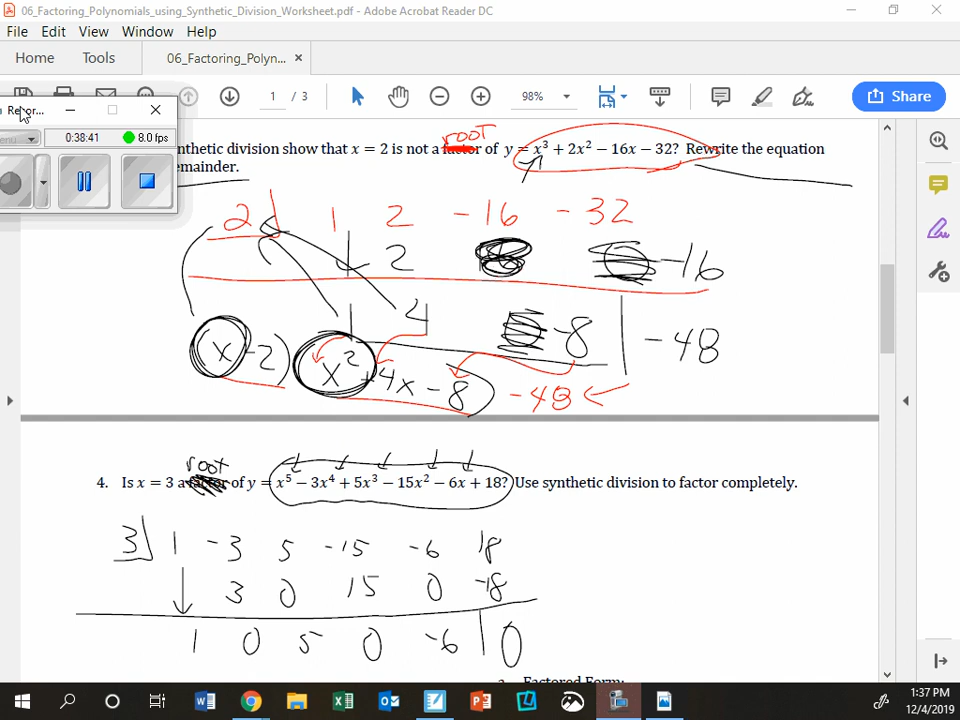 06_Factoring_Polynomials_using_Synthetic_Division_Worksheet.pdf - Adobe Acrobat Reader DC
File Edit View Window Help
Home Tools 06_Factoring_Polyn... ×
1 / 3 98% Share
Recor...
0:38:41 8.0 fps
root
nthetic division show that x = 2 is not a factor of y = x³ + 2x² − 16x − 32? Rewrite the equation
emainder.
2 1 2 -16 -32
2 -16
1 4 -8 -48
(x-2)(x²+4x-8) -48
root
4. Is x = 3 a factor of y = x⁵ − 3x⁴ + 5x³ − 15x² − 6x + 18? Use synthetic division to factor completely.
3 1 -3 5 -15 -6 18
3 0 15 0 -18
1 0 5 0 -6 0
Factored Form:
1:37 PM
12/4/2019